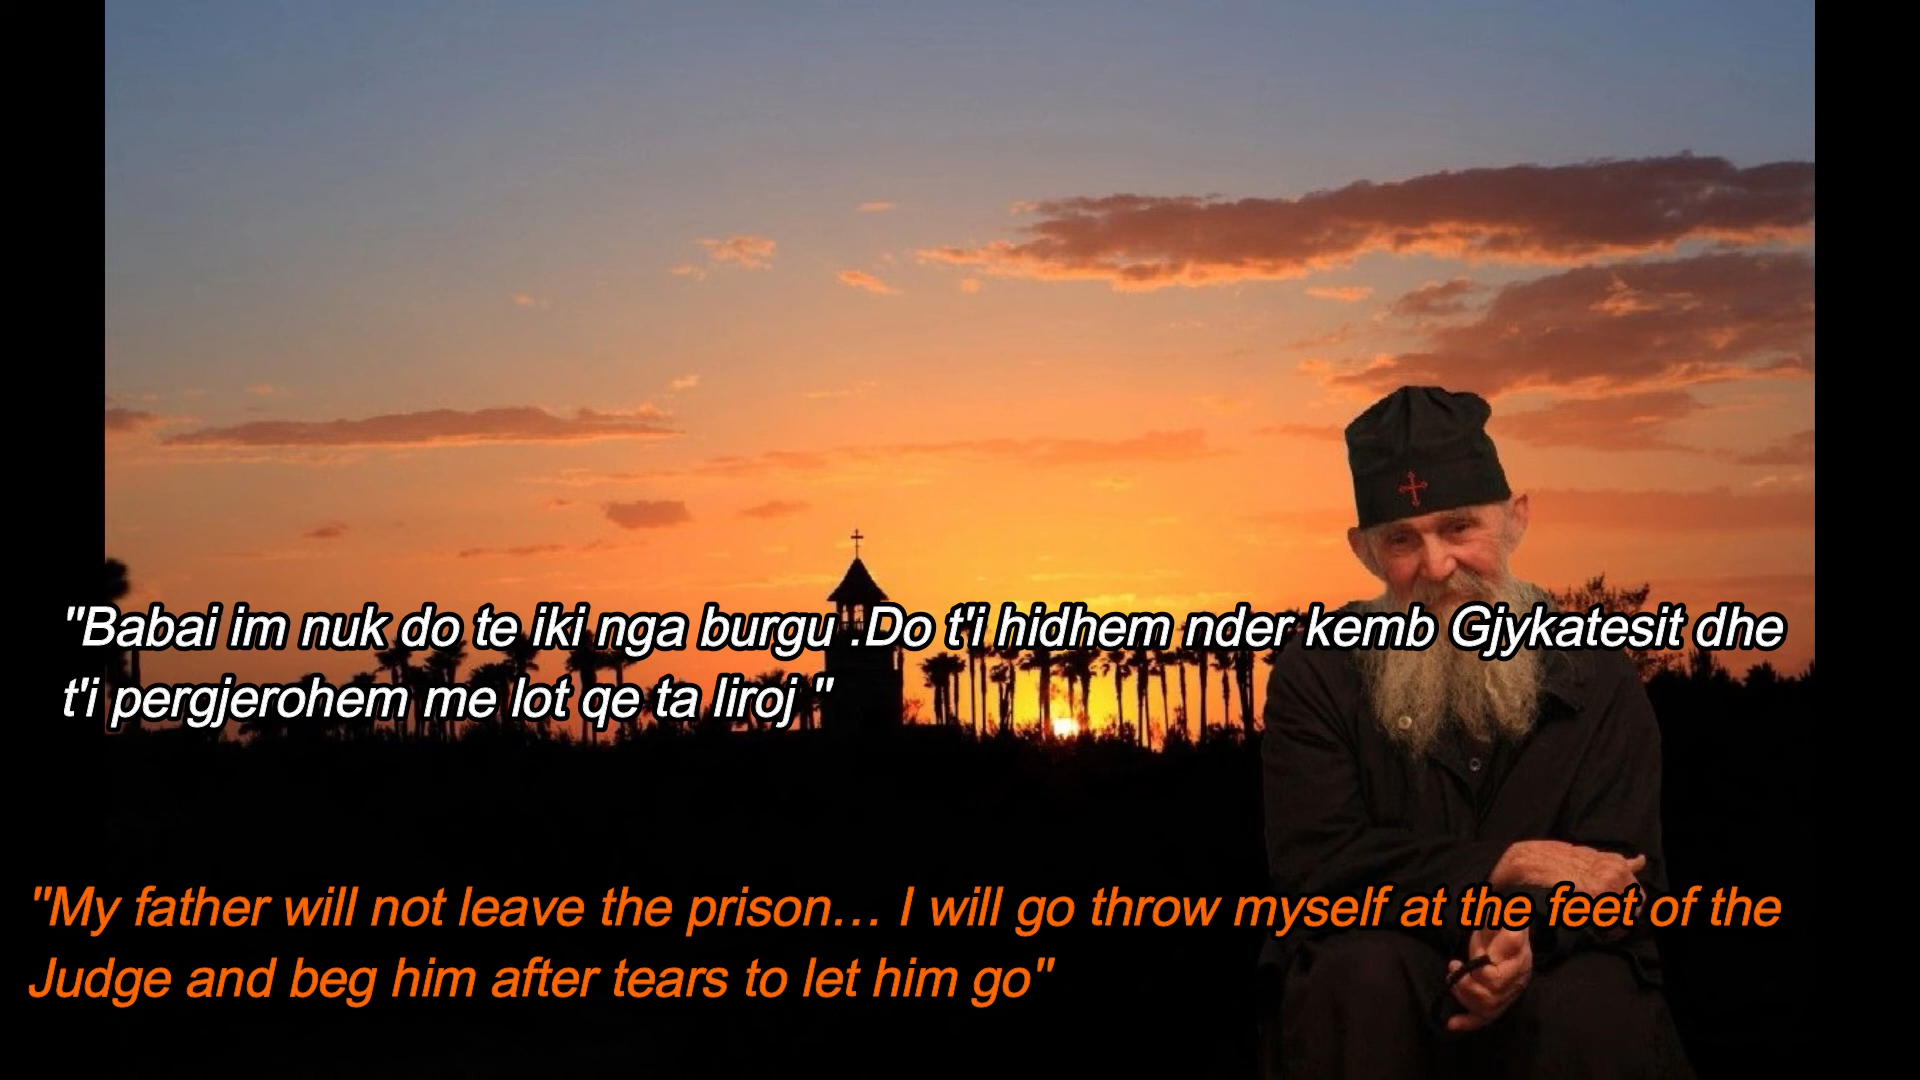 "Babai im nuk do te iki nga burgu .Do t'i hidhem nder kemb Gjykatesit dhe
t'i pergjerohem me lot qe ta liroj "
"My father will not leave the prison… I will go throw myself at the feet of the
Judge and beg him after tears to let him go"